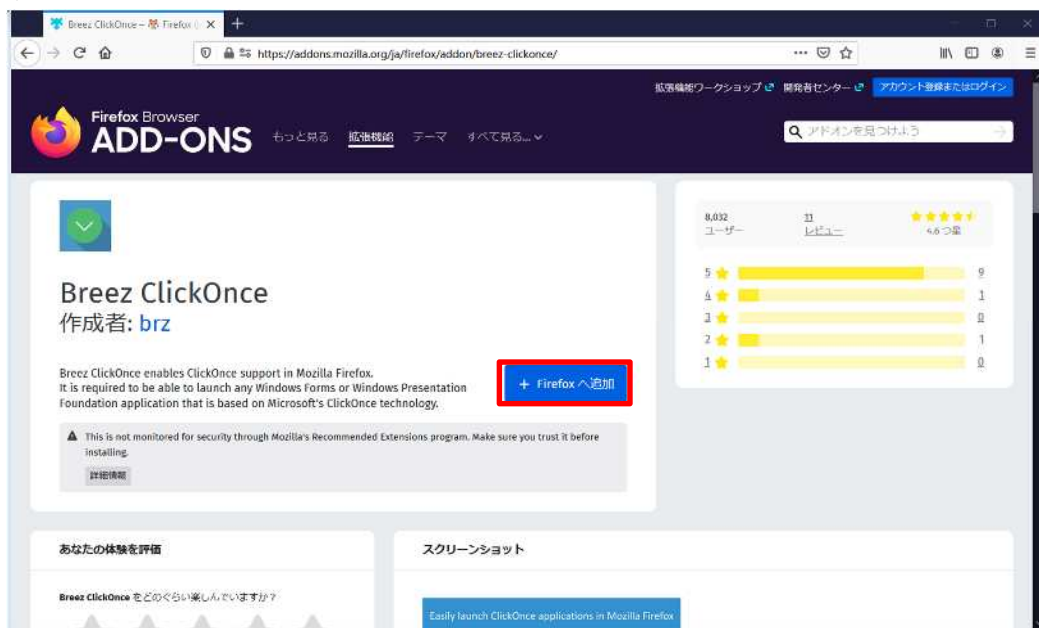 Breez ClickOnce – Firefox
https://addons.mozilla.org/ja/firefox/addon/breez-clickonce/
拡張機能ワークショップ 開発者センター アカウント登録またはログイン
Firefox Browser
ADD-ONS
もっと見る 拡張機能 テーマ すべて見る...
アドオンを見つけよう
8,032 11
ユーザー レビュー 4.6 つ星
5 9
4 1
3 0
2 1
1 0
Breez ClickOnce
作成者: brz
Breez ClickOnce enables ClickOnce support in Mozilla Firefox.
It is required to be able to launch any Windows Forms or Windows Presentation
Foundation application that is based on Microsoft's ClickOnce technology.
+ Firefox へ追加
This is not monitored for security through Mozilla's Recommended Extensions program. Make sure you trust it before
installing.
詳細情報
あなたの体験を評価
スクリーンショット
Breez ClickOnce をどのぐらい楽しんでいますか？
Easily launch ClickOnce applications in Mozilla Firefox